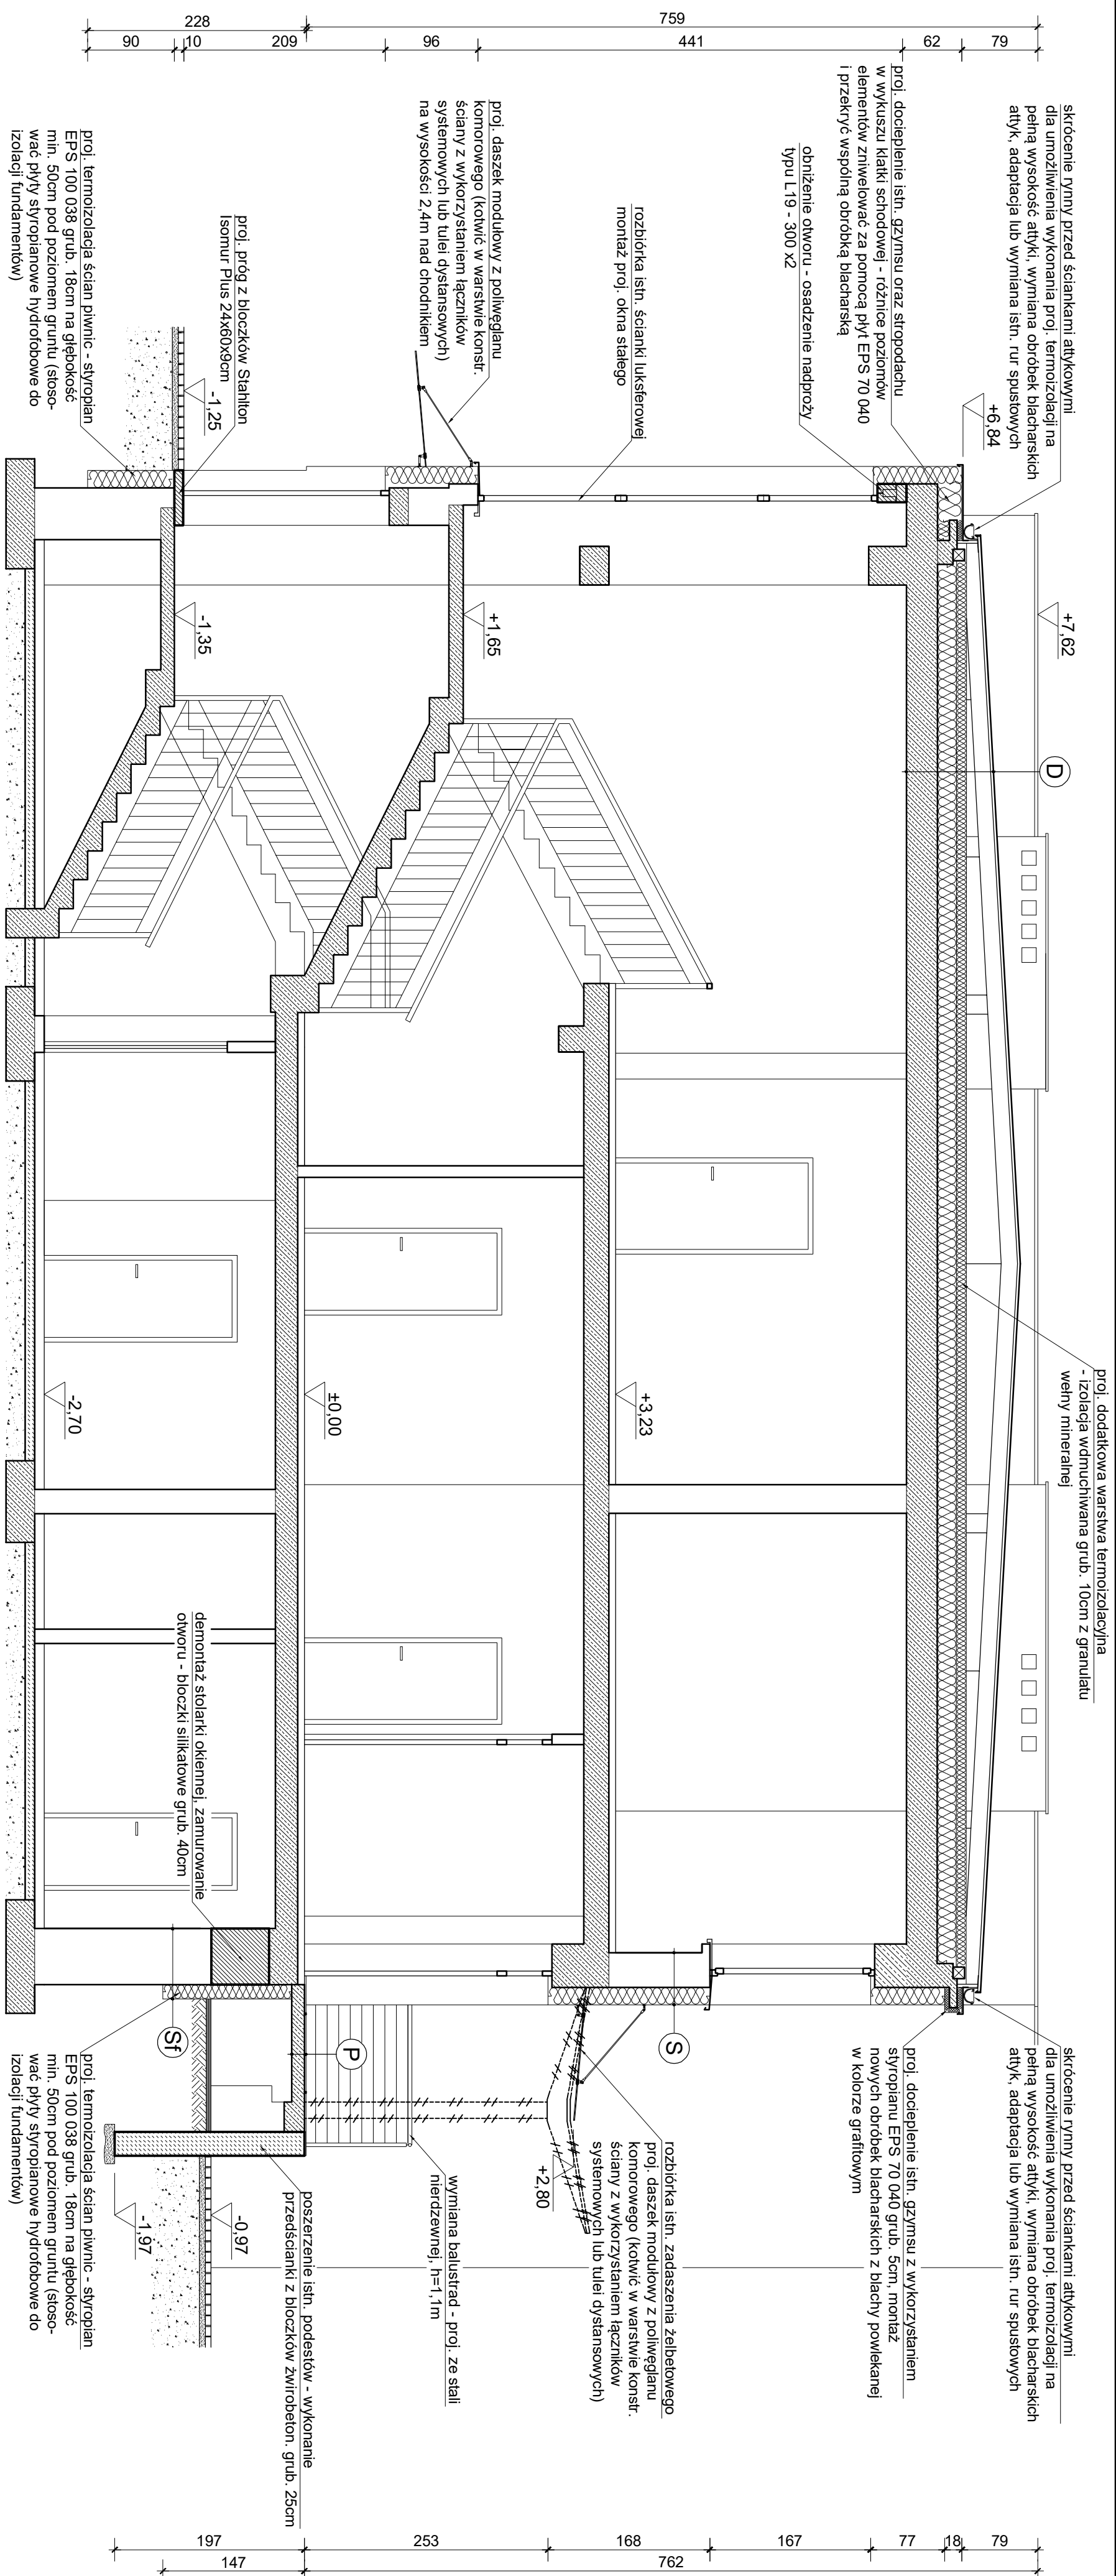 skrócenie rynny przed ściankami attykowymi
dla umożliwienia wykonania proj. termoizolacji na
pełną wysokość attyki, wymiana obróbek blacharskich
attyk, adaptacja lub wymiana istn. rur spustowych
proj. docieplenie istn. gzymsu oraz stropodachu
w wykuszu klatki schodowej - różnice poziomów
elementów zniwelować za pomocą płyt EPS 70 040
i przekryć wspólną obróbką blacharską
obniżenie otworu - osadzenie nadproży
typu L19 - 300 x2
rozbiórka istn. ścianki luksferowej
montaż proj. okna stałego
proj. daszek modułowy z poliwęglanu
komorowego (kotwić w warstwie konstr.
ściany z wykorzystaniem łączników
systemowych lub tulei dystansowych)
na wysokości 2,4m nad chodnikiem
proj. próg z bloczków Stahlton
Isomur Plus 24x60x9cm
proj. termoizolacja ścian piwnic - styropian
EPS 100 038 grub. 18cm na głębokość
min. 50cm pod poziomem gruntu (stoso-
wać płyty styropianowe hydrofobowe do
izolacji fundamentów)
759
228
79
62
441
96
209
10
90
+6,84
+7,62
+1,65
-1,25
-1,35
D
proj. dodatkowa warstwa termoizolacyjna
- izolacja wdmuchiwana grub. 10cm z granulatu
wełny mineralnej
+3,23
±0,00
-2,70
demontaż stolarki okiennej, zamurowanie
otworu - bloczki silikatowe grub. 40cm
S
P
Sf
skrócenie rynny przed ściankami attykowymi
dla umożliwienia wykonania proj. termoizolacji na
pełną wysokość attyki, wymiana obróbek blacharskich
attyk, adaptacja lub wymiana istn. rur spustowych
proj. docieplenie istn. gzymsu z wykorzystaniem
styropianu EPS 70 040 grub. 5cm, montaż
nowych obróbek blacharskich z blachy powlekanej
w kolorze grafitowym
rozbiórka istn. zadaszenia żelbetowego
proj. daszek modułowy z poliwęglanu
komorowego (kotwić w warstwie konstr.
ściany z wykorzystaniem łączników
systemowych lub tulei dystansowych)
+2,80
wymiana balustrad - proj. ze stali
nierdzewnej, h=1,1m
poszerzenie istn. podestów - wykonanie
przedścianki z bloczków żwirobeton. grub. 25cm
-0,97
-1,97
proj. termoizolacja ścian piwnic - styropian
EPS 100 038 grub. 18cm na głębokość
min. 50cm pod poziomem gruntu (stoso-
wać płyty styropianowe hydrofobowe do
izolacji fundamentów)
79
18
77
167
168
253
197
762
147